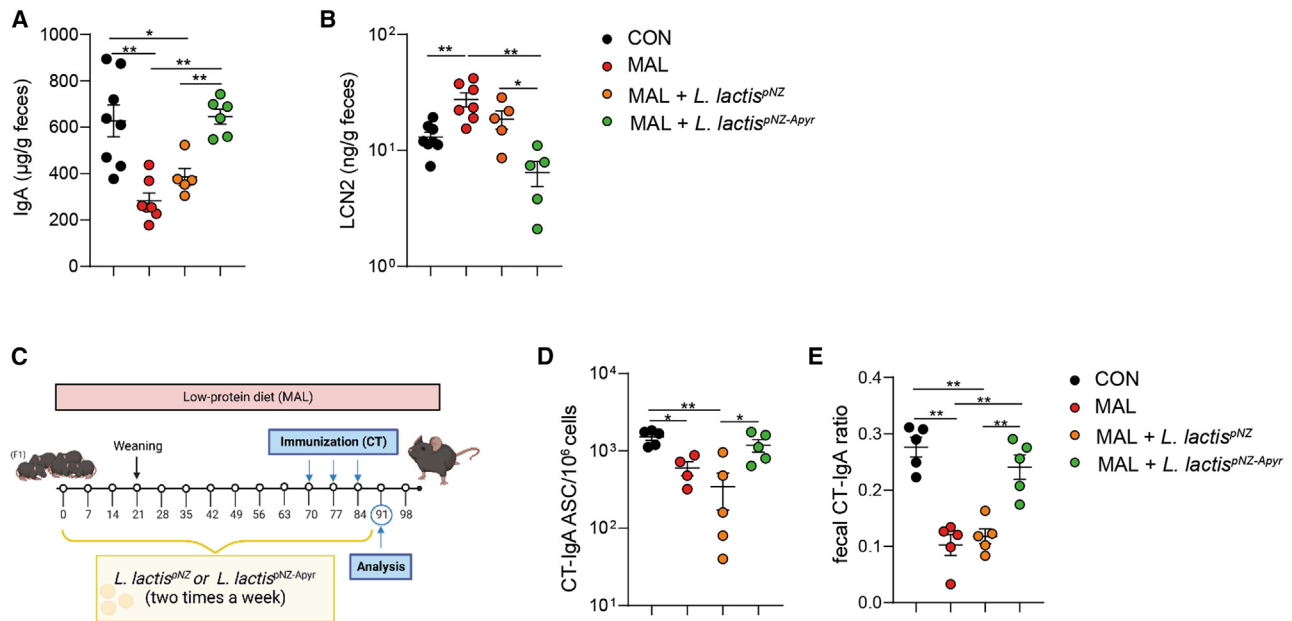 A
IgA (µg/g feces)
1000
800
600
400
200
0
*
**
**
**
B
LCN2 (ng/g feces)
10²
10¹
10⁰
**
**
*
CON
MAL
MAL + L. lactis^pNZ
MAL + L. lactis^pNZ-Apyr
C
Low-protein diet (MAL)
Weaning
Immunization (CT)
(F1)
0 7 14 21 28 35 42 49 56 63 70 77 84 91 98
Analysis
L. lactis^pNZ or L. lactis^pNZ-Apyr
(two times a week)
D
CT-IgA ASC/10⁶ cells
10⁴
10³
10²
10¹
**
*
*
E
fecal CT-IgA ratio
0.4
0.3
0.2
0.1
0.0
**
**
**
**
CON
MAL
MAL + L. lactis^pNZ
MAL + L. lactis^pNZ-Apyr